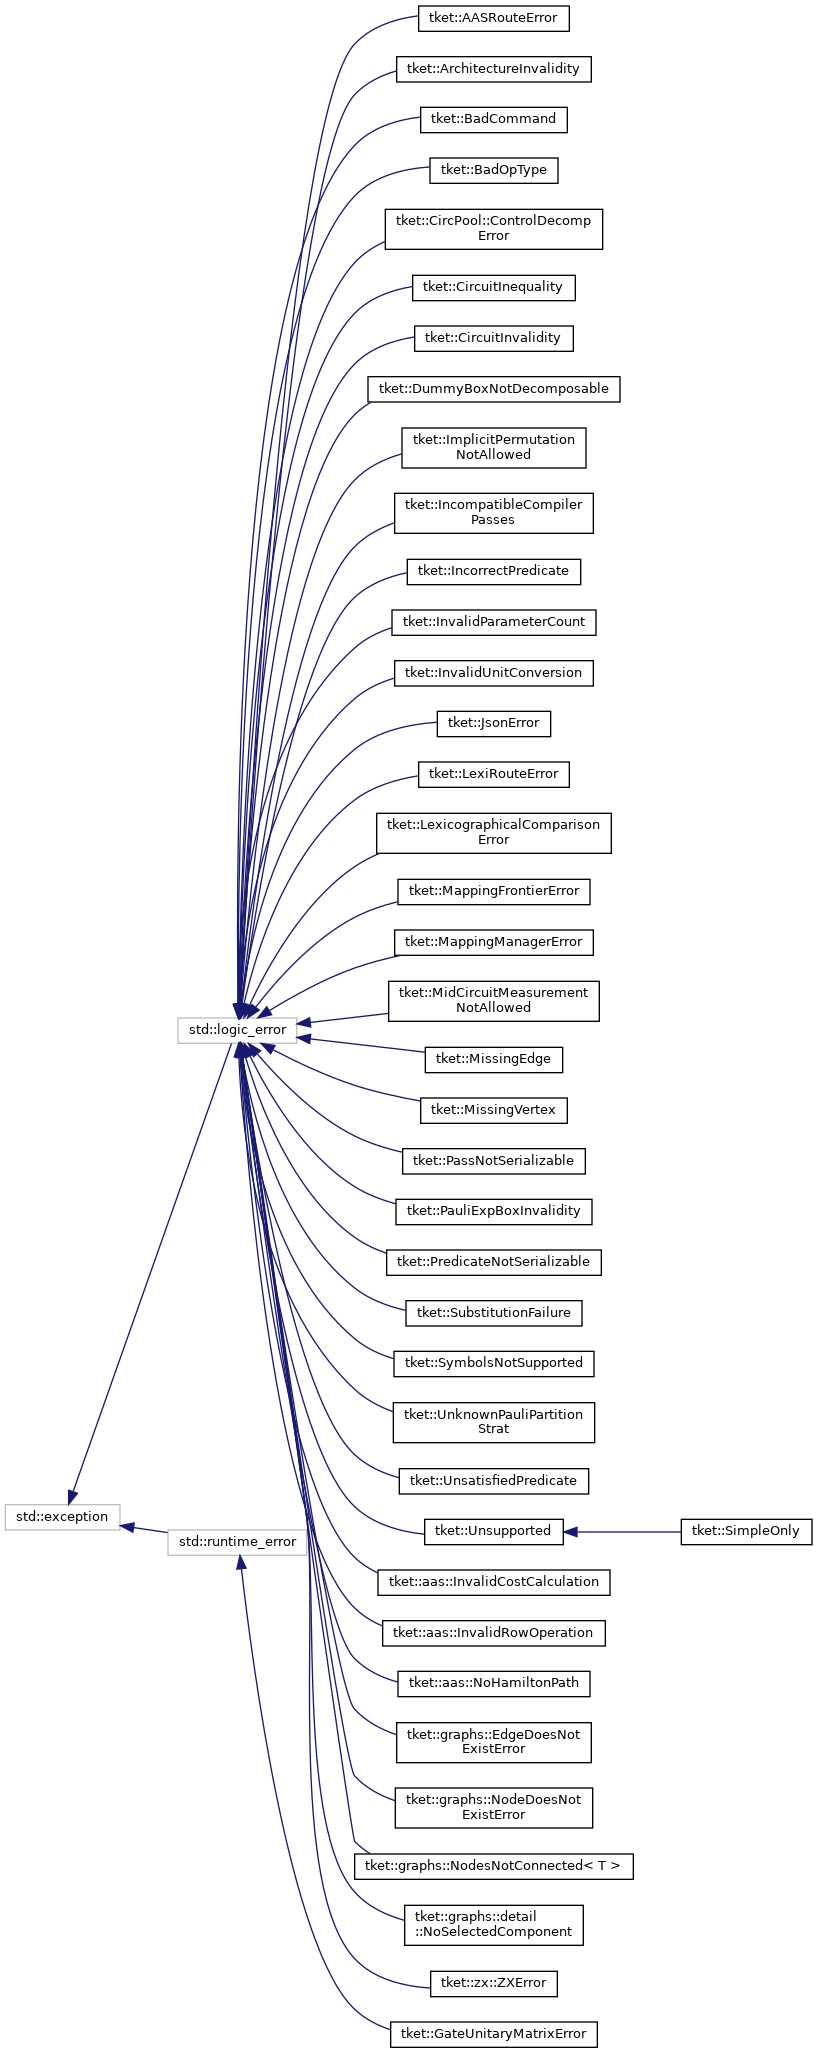 tket::AASRouteError
tket::ArchitectureInvalidity
tket::BadCommand
tket::BadOpType
tket::CircPool::ControlDecomp
Error
tket::CircuitInequality
tket::CircuitInvalidity
tket::DummyBoxNotDecomposable
tket::ImplicitPermutation
NotAllowed
tket::IncompatibleCompiler
Passes
tket::IncorrectPredicate
tket::InvalidParameterCount
tket::InvalidUnitConversion
tket::JsonError
tket::LexiRouteError
tket::LexicographicalComparison
Error
tket::MappingFrontierError
tket::MappingManagerError
tket::MidCircuitMeasurement
NotAllowed
std::logic_error
tket::MissingEdge
tket::MissingVertex
tket::PassNotSerializable
tket::PauliExpBoxInvalidity
tket::PredicateNotSerializable
tket::SubstitutionFailure
tket::SymbolsNotSupported
tket::UnknownPauliPartition
Strat
tket::UnsatisfiedPredicate
std::exception
std::runtime_error
tket::Unsupported
tket::SimpleOnly
tket::aas::InvalidCostCalculation
tket::aas::InvalidRowOperation
tket::aas::NoHamiltonPath
tket::graphs::EdgeDoesNot
ExistError
tket::graphs::NodeDoesNot
ExistError
tket::graphs::NodesNotConnected< T >
tket::graphs::detail
::NoSelectedComponent
tket::zx::ZXError
tket::GateUnitaryMatrixError